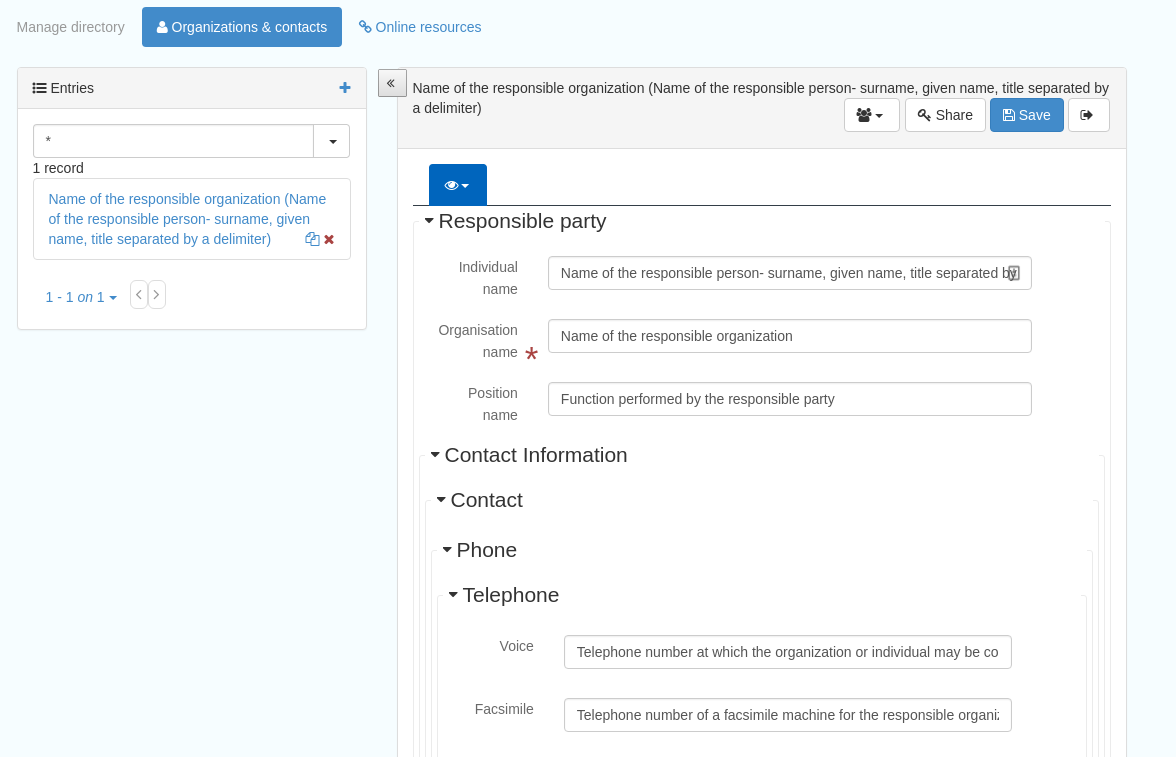 Manage directory
Organizations & contacts
Online resources
Entries
*
1 record
Name of the responsible organization (Name
of the responsible person- surname, given
name, title separated by a delimiter)
1 - 1 on 1
«
Name of the responsible organization (Name of the responsible person- surname, given name, title separated by
a delimiter)
Share
Save
Responsible party
Individual
name
Name of the responsible person- surname, given name, title separated by
Organisation
name *
Name of the responsible organization
Position
name
Function performed by the responsible party
Contact Information
Contact
Phone
Telephone
Voice
Telephone number at which the organization or individual may be co
Facsimile
Telephone number of a facsimile machine for the responsible organi